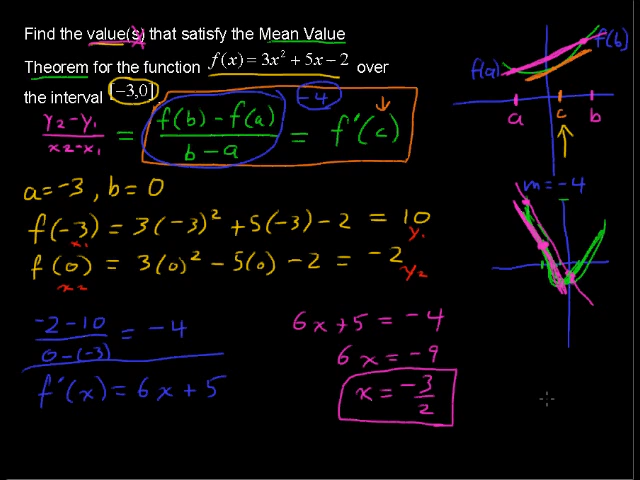 Find the value(s) that satisfy the Mean Value
Theorem for the function f(x) = 3x² + 5x − 2 over
the interval [−3,0]
y₂−y₁ / x₂−x₁ = f(b) − f(a) / b − a = f'(c)
−4
f(a)
f(b)
a c b
a = −3, b = 0
f(−3) = 3(−3)² + 5(−3) − 2 = 10
x₁ y₁
f(0) = 3(0)² − 5(0) − 2 = −2
x₂ y₂
m = −4
−2 − 10 / 0 − (−3) = −4
f'(x) = 6x + 5
6x + 5 = −4
6x = −9
x = −3/2